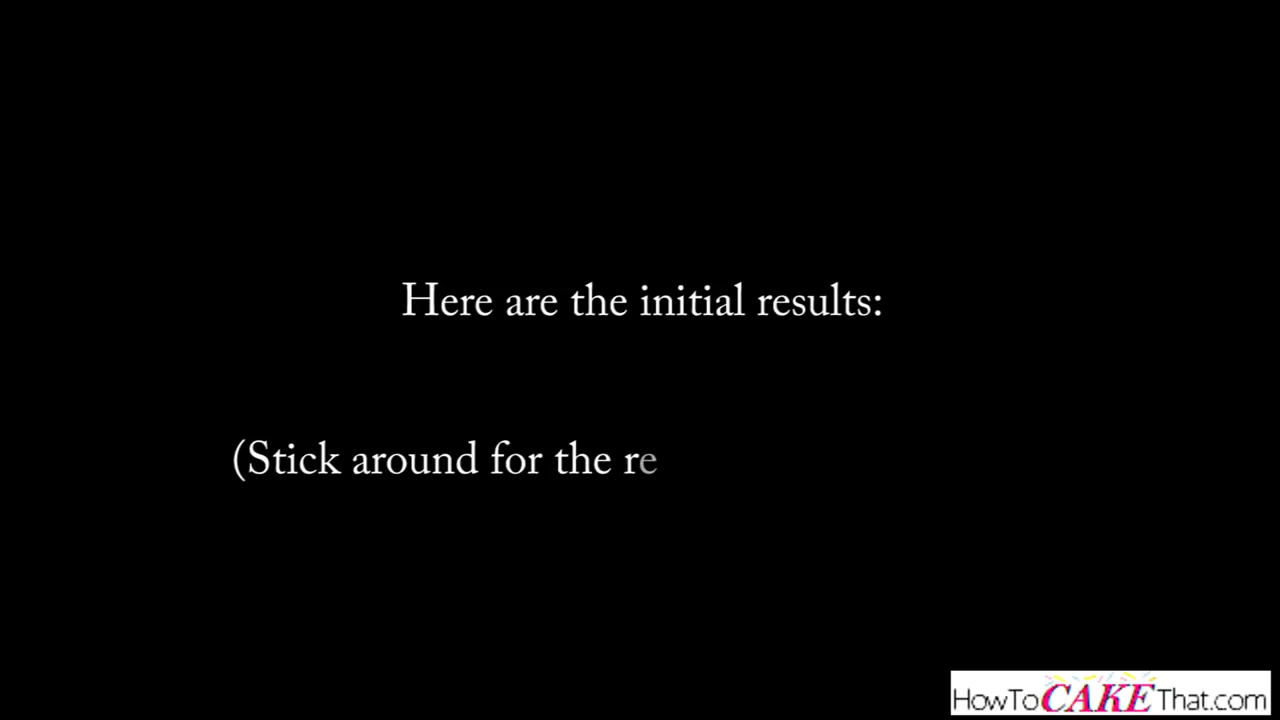 Here are the initial results:
(Stick around for the re
HowToCAKEThat.com